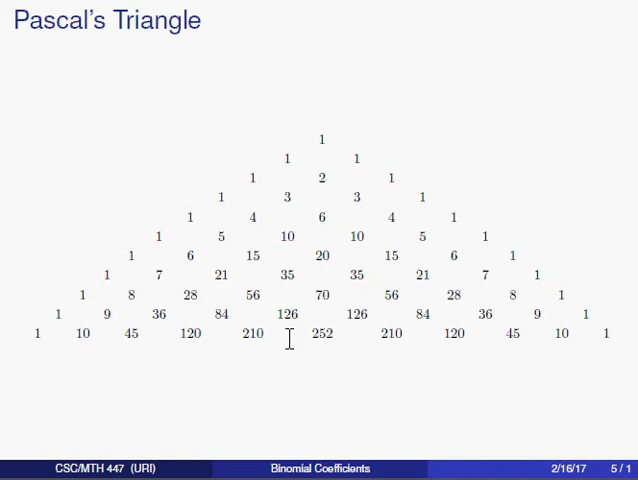 Pascal's Triangle
1
1 1
1 2 1
1 3 3 1
1 4 6 4 1
1 5 10 10 5 1
1 6 15 20 15 6 1
1 7 21 35 35 21 7 1
1 8 28 56 70 56 28 8 1
1 9 36 84 126 126 84 36 9 1
1 10 45 120 210 252 210 120 45 10 1
CSC/MTH 447 (URI) Binomial Coefficients 2/16/17 5 / 1